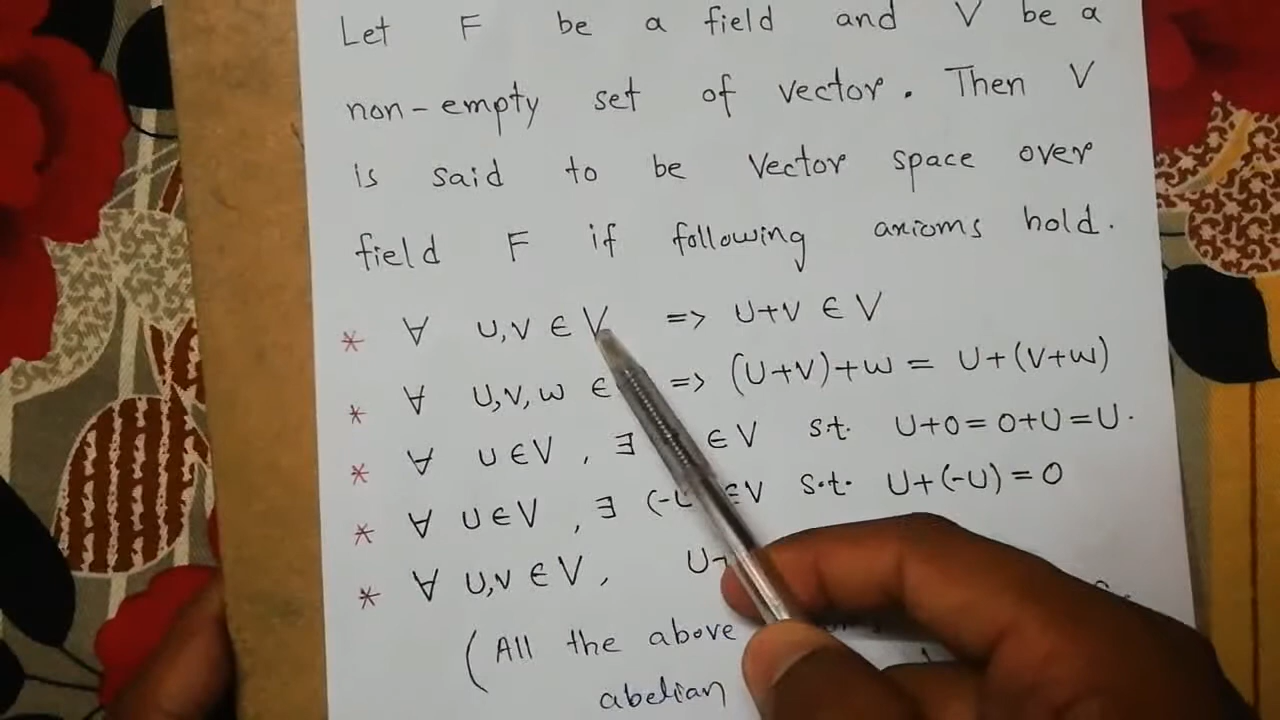 Let F be a field and V be a
non-empty set of vector. Then V
is said to be Vector space over
field F if following axioms hold.
* ∀ u,v ∈ V => u+v ∈ V
* ∀ u,v,w ∈ => (u+v)+w = u+(v+w)
* ∀ u ∈ V, ∃ ∈ V s.t. u+0=0+u=u.
* ∀ u ∈ V, ∃ (-u ∈ V s.t. u+(-u)=0
* ∀ u,v ∈ V, u+
(All the above
abelian